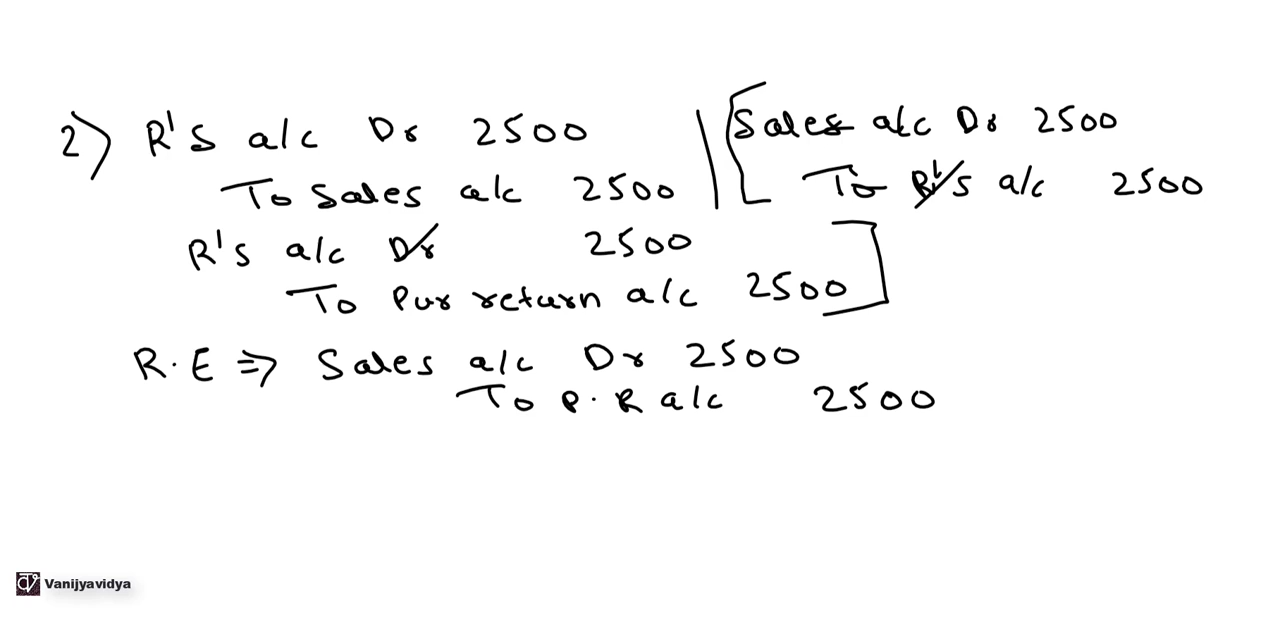 2) R's a/c Dr 2500
To Sales a/c 2500
Sales a/c Dr 2500
To R's a/c 2500
R's a/c Dr 2500
To Pur return a/c 2500
R.E => Sales a/c Dr 2500
To P.R a/c 2500
Vanijyavidya